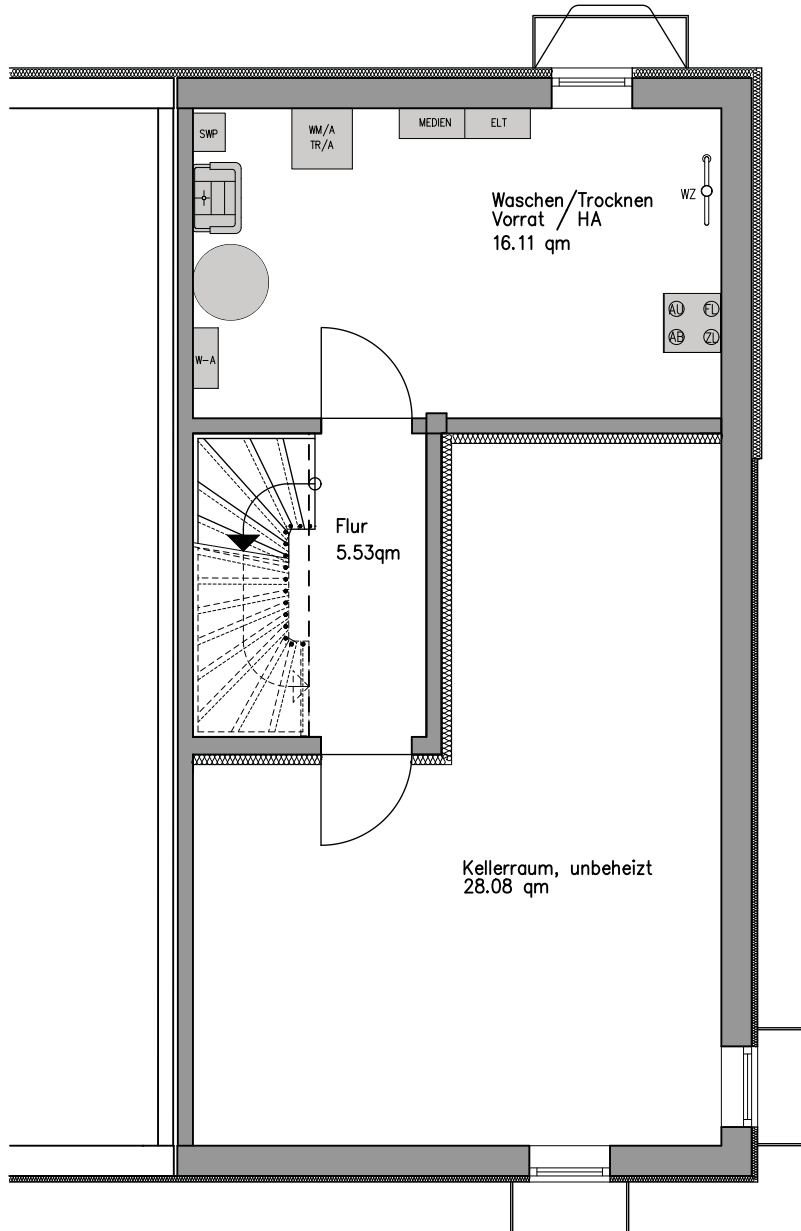 SWP
WM/A
TR/A
MEDIEN
ELT
WZ
Waschen/Trocknen
Vorrat / HA
16.11 qm
AU
FL
AB
ZL
W-A
Flur
5.53qm
Kellerraum, unbeheizt
28.08 qm